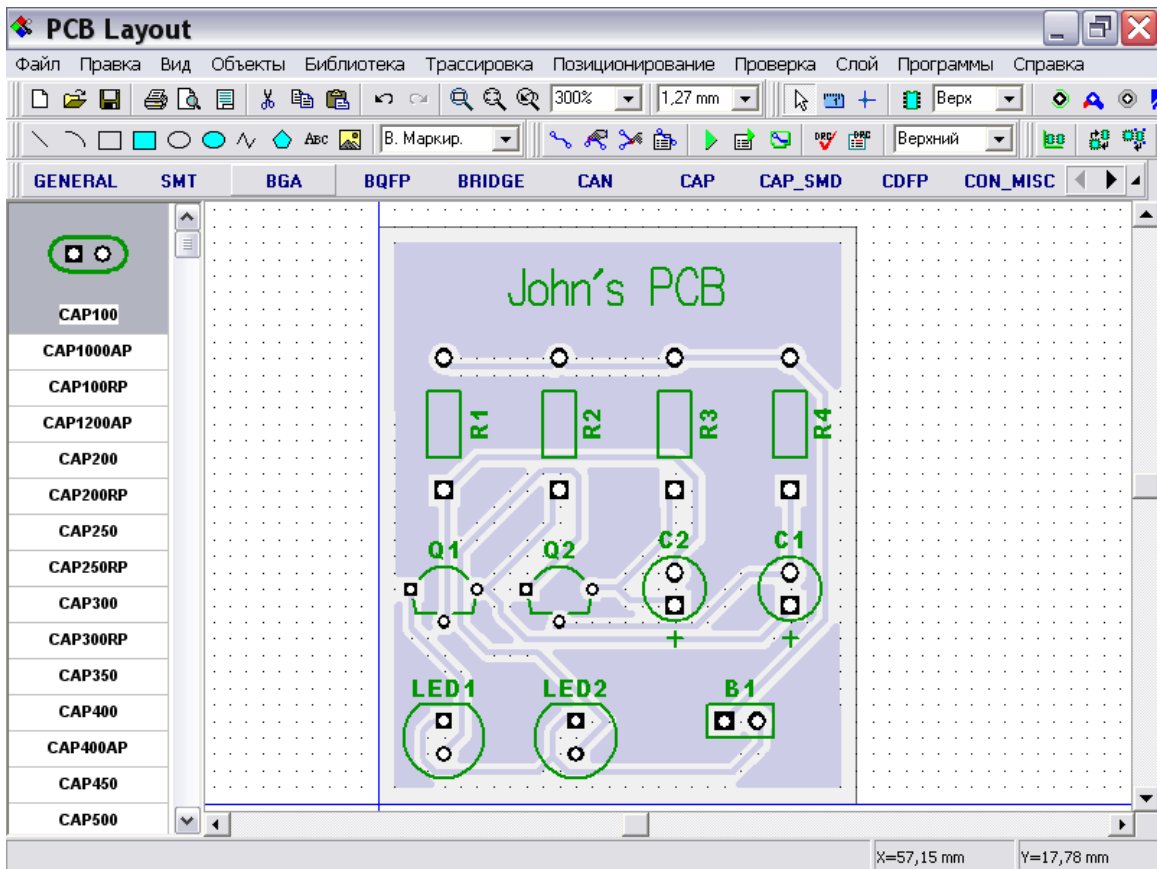 PCB Layout
Файл Правка Вид Объекты Библиотека Трассировка Позиционирование Проверка Слой Программы Справка
300% 1,27 mm Верх
ABC В. Маркир. DRC DRC Верхний
GENERAL SMT BGA BQFP BRIDGE CAN CAP CAP_SMD CDFP CON_MISC
CAP100
CAP1000AP
CAP100RP
CAP1200AP
CAP200
CAP200RP
CAP250
CAP250RP
CAP300
CAP300RP
CAP350
CAP400
CAP400AP
CAP450
CAP500
John's PCB
R1 R2 R3 R4
Q1 Q2 C2 C1
+ +
LED1 LED2 B1
X=57,15 mm Y=17,78 mm